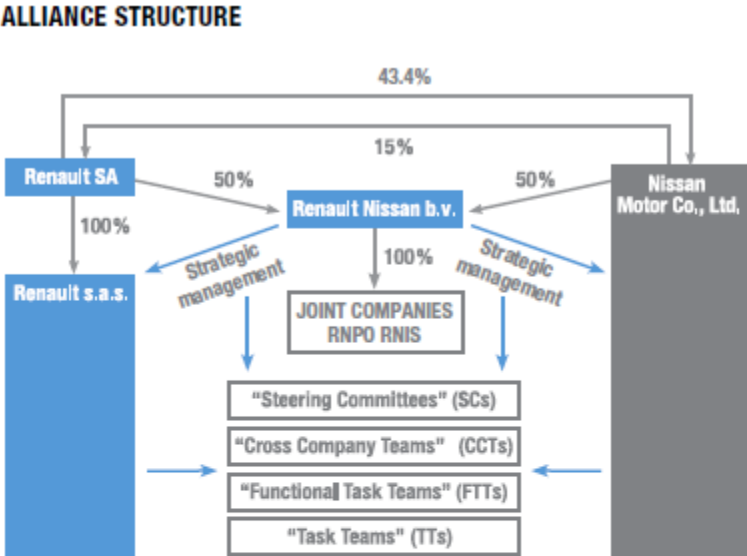 ALLIANCE STRUCTURE
43.4%
15%
Renault SA
50%
50%
Nissan
Motor Co., Ltd.
Renault Nissan b.v.
100%
Strategic
management
100%
Strategic
management
Renault s.a.s.
JOINT COMPANIES
RNPO RNIS
“Steering Committees” (SCs)
“Cross Company Teams” (CCTs)
“Functional Task Teams” (FTTs)
“Task Teams” (TTs)